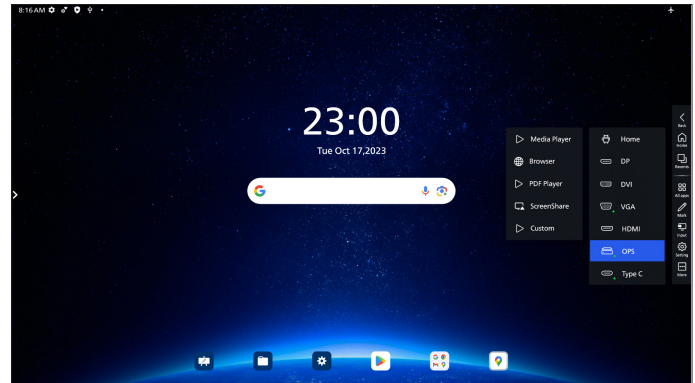 8:16 AM
23:00
Tue Oct 17,2023
Media Player
Browser
PDF Player
ScreenShare
Custom
Home
DP
DVI
VGA
HDMI
OPS
Type C
Back
Home
Recents
All apps
Mark
Input
Setting
More